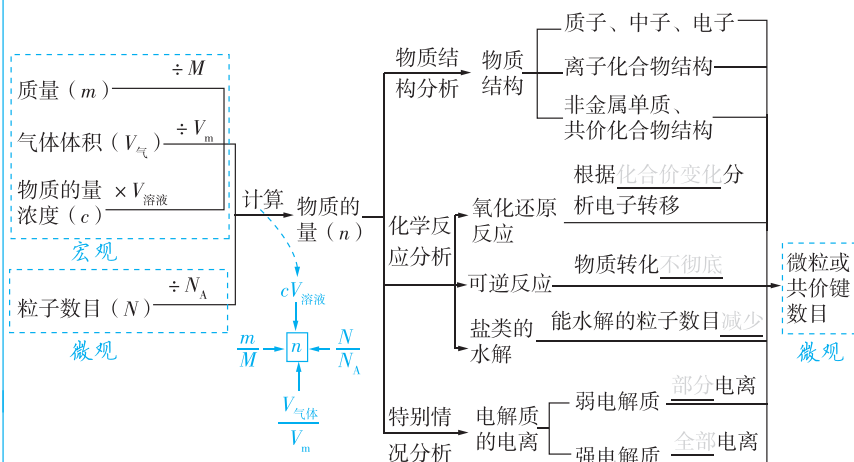 ÷M
质量（m）
÷Vm
气体体积（V气）
物质的量
浓度（c）
×V溶液
宏观
÷NA
粒子数目（N）
微观
计算
物质的
量（n）
cV溶液
m/M
n
N/NA
V气体/Vm
物质结
构分析
物质
结构
质子、中子、电子
离子化合物结构
非金属单质、
共价化合物结构
化学反
应分析
氧化还原
反应
根据化合价变化分
析电子转移
可逆反应
物质转化不彻底
盐类的
水解
能水解的粒子数目减少
特别情
况分析
电解质
的电离
弱电解质
部分电离
强电解质
全部电离
微粒或
共价键
数目
微观